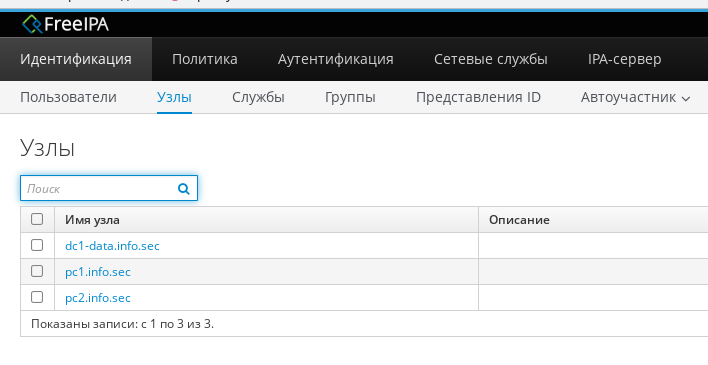 FreeIPA
Идентификация Политика Аутентификация Сетевые службы IPA-сервер
Пользователи Узлы Службы Группы Представления ID Автоучастник
Узлы
Поиск
Имя узла Описание
dc1-data.info.sec
pc1.info.sec
pc2.info.sec
Показаны записи: с 1 по 3 из 3.